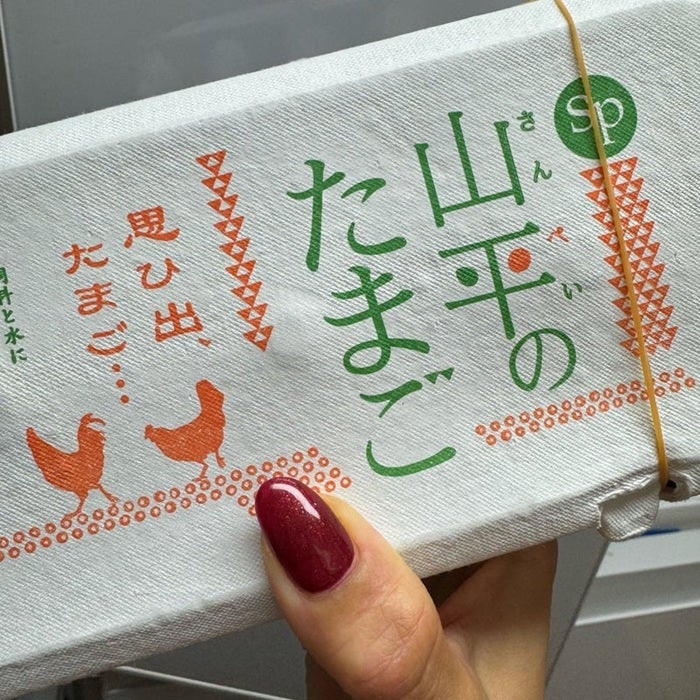 Sp
山平の
さんぺい
たまご
思ひ出、
たまご…
料と水に